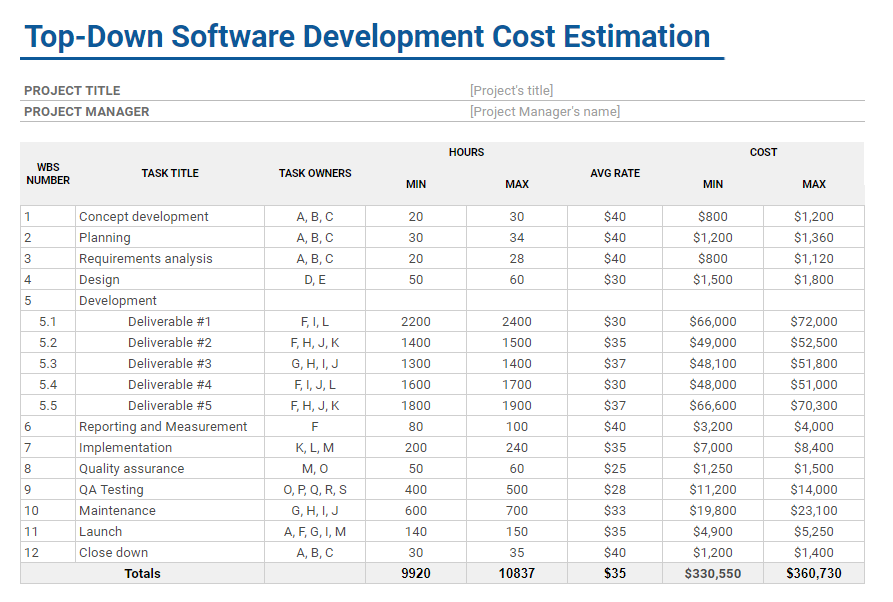 Top-Down Software Development Cost Estimation
PROJECT TITLE [Project's title]
PROJECT MANAGER [Project Manager's name]
HOURS COST
WBS NUMBER TASK TITLE TASK OWNERS AVG RATE
MIN MAX MIN MAX
1 Concept development A, B, C 20 30 $40 $800 $1,200
2 Planning A, B, C 30 34 $40 $1,200 $1,360
3 Requirements analysis A, B, C 20 28 $40 $800 $1,120
4 Design D, E 50 60 $30 $1,500 $1,800
5 Development
5.1 Deliverable #1 F, I, L 2200 2400 $30 $66,000 $72,000
5.2 Deliverable #2 F, H, J, K 1400 1500 $35 $49,000 $52,500
5.3 Deliverable #3 G, H, I, J 1300 1400 $37 $48,100 $51,800
5.4 Deliverable #4 F, I, J, L 1600 1700 $30 $48,000 $51,000
5.5 Deliverable #5 F, H, J, K 1800 1900 $37 $66,600 $70,300
6 Reporting and Measurement F 80 100 $40 $3,200 $4,000
7 Implementation K, L, M 200 240 $35 $7,000 $8,400
8 Quality assurance M, O 50 60 $25 $1,250 $1,500
9 QA Testing O, P, Q, R, S 400 500 $28 $11,200 $14,000
10 Maintenance G, H, I, J 600 700 $33 $19,800 $23,100
11 Launch A, F, G, I, M 140 150 $35 $4,900 $5,250
12 Close down A, B, C 30 35 $40 $1,200 $1,400
Totals 9920 10837 $35 $330,550 $360,730